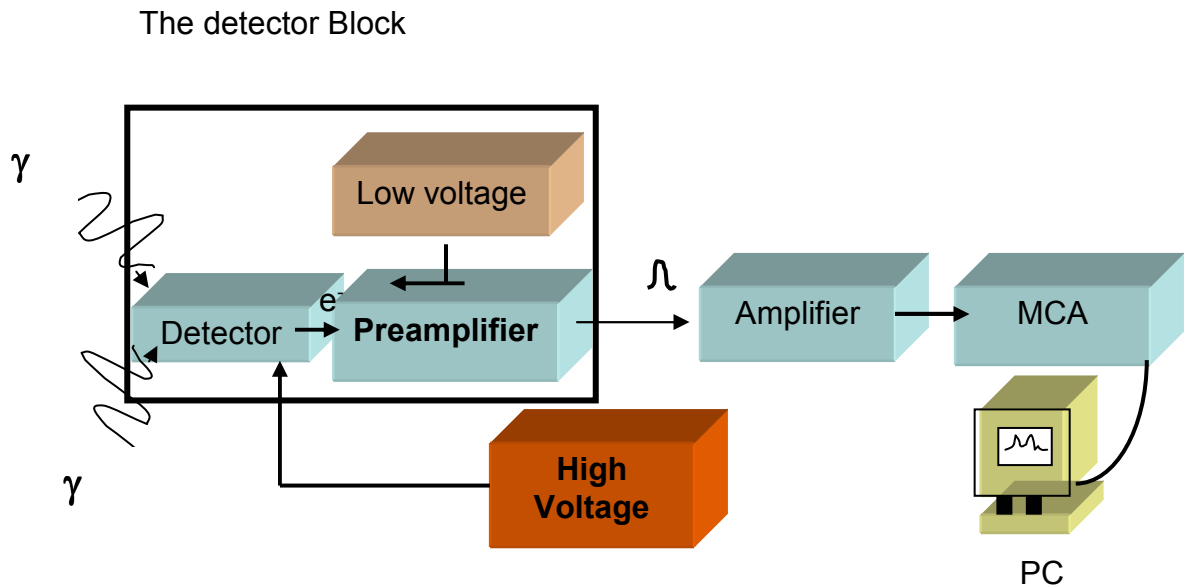 The detector Block
γ
Low voltage
e-
Detector
Preamplifier
Amplifier
MCA
γ
High
Voltage
PC